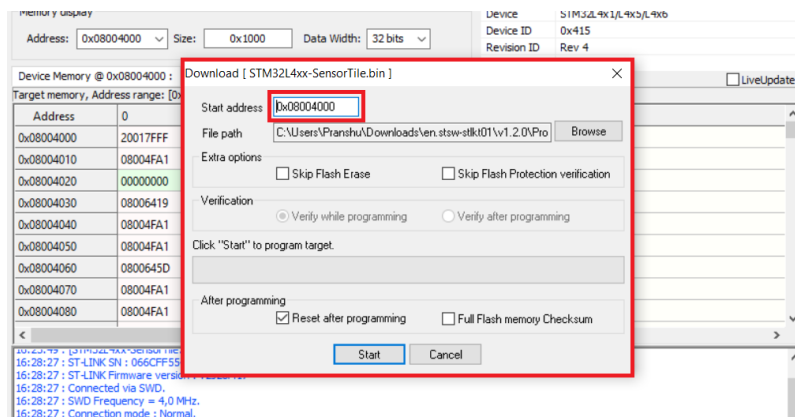 Memory display
Address: 0x08004000 Size: 0x1000 Data Width: 32 bits
Device STM32L4x1/L4x5/L4x6
Device ID 0x415
Revision ID Rev 4
Device Memory @ 0x08004000 :
LiveUpdate
Target memory, Address range: [0x
Address 0
0x08004000 20017FFF
0x08004010 08004FA1
0x08004020 00000000
0x08004030 08006419
0x08004040 08004FA1
0x08004050 08004FA1
0x08004060 0800645D
0x08004070 08004FA1
0x08004080 08004FA1
Download [ STM32L4xx-SensorTile.bin ]
Start address 0x08004000
File path C:\Users\Pranshu\Downloads\en.stsw-stlkt01\v1.2.0\Pro Browse
Extra options
Skip Flash Erase Skip Flash Protection verification
Verification
Verify while programming Verify after programming
Click "Start" to program target.
After programming
Reset after programming Full Flash memory Checksum
Start Cancel
16:28:27 : ST-LINK SN : 066CFF55
16:28:27 : ST-LINK Firmware version
16:28:27 : Connected via SWD.
16:28:27 : SWD Frequency = 4,0 MHz.
16:28:27 : Connection mode : Normal.